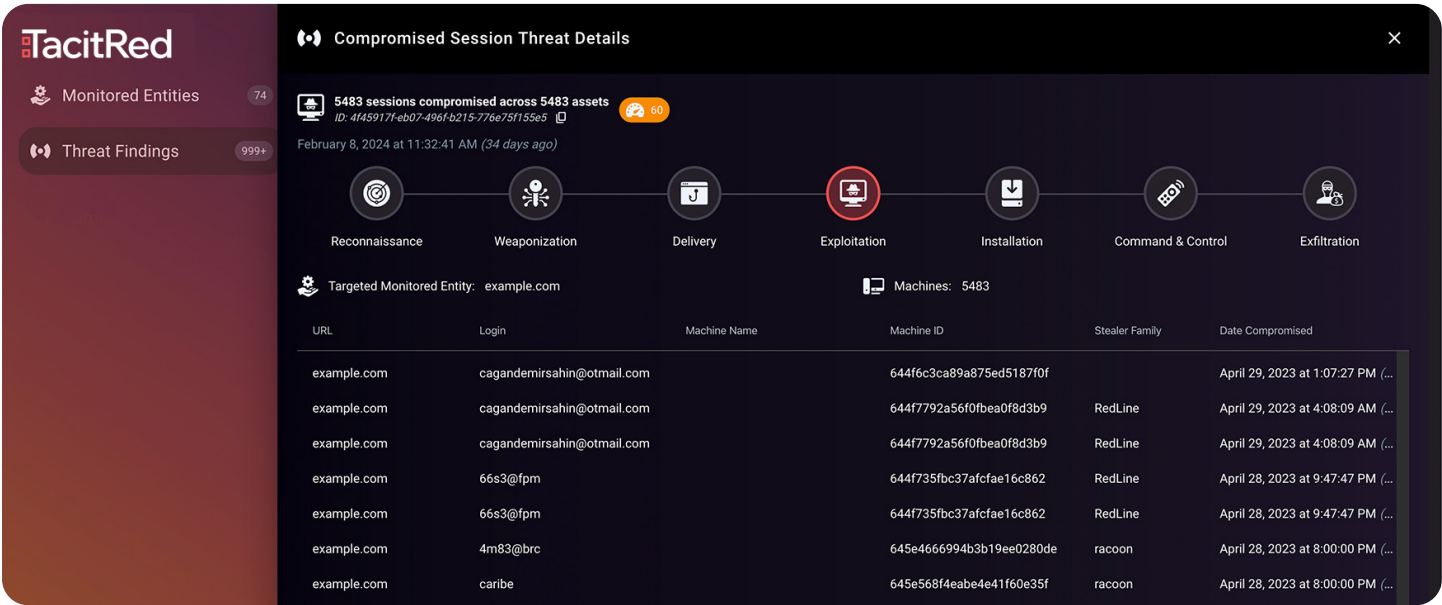 TacitRed
Monitored Entities 74
Threat Findings 999+
Compromised Session Threat Details
5483 sessions compromised across 5483 assets 60
ID: 4f45917f-eb07-496f-b215-776e75f155e5
February 8, 2024 at 11:32:41 AM (34 days ago)
Reconnaissance Weaponization Delivery Exploitation Installation Command & Control Exfiltration
Targeted Monitored Entity: example.com Machines: 5483
URL Login Machine Name Machine ID Stealer Family Date Compromised
example.com cagandemirsahin@otmail.com 644f6c3ca89a875ed5187f0f April 29, 2023 at 1:07:27 PM (...
example.com cagandemirsahin@otmail.com 644f7792a56f0fbea0f8d3b9 RedLine April 29, 2023 at 4:08:09 AM (...
example.com cagandemirsahin@otmail.com 644f7792a56f0fbea0f8d3b9 RedLine April 29, 2023 at 4:08:09 AM (...
example.com 66s3@fpm 644f735fbc37afcfae16c862 RedLine April 28, 2023 at 9:47:47 PM (...
example.com 66s3@fpm 644f735fbc37afcfae16c862 RedLine April 28, 2023 at 9:47:47 PM (...
example.com 4m83@brc 645e4666994b3b19ee0280de racoon April 28, 2023 at 8:00:00 PM (...
example.com caribe 645e568f4eabe4e41f60e35f racoon April 28, 2023 at 8:00:00 PM (...